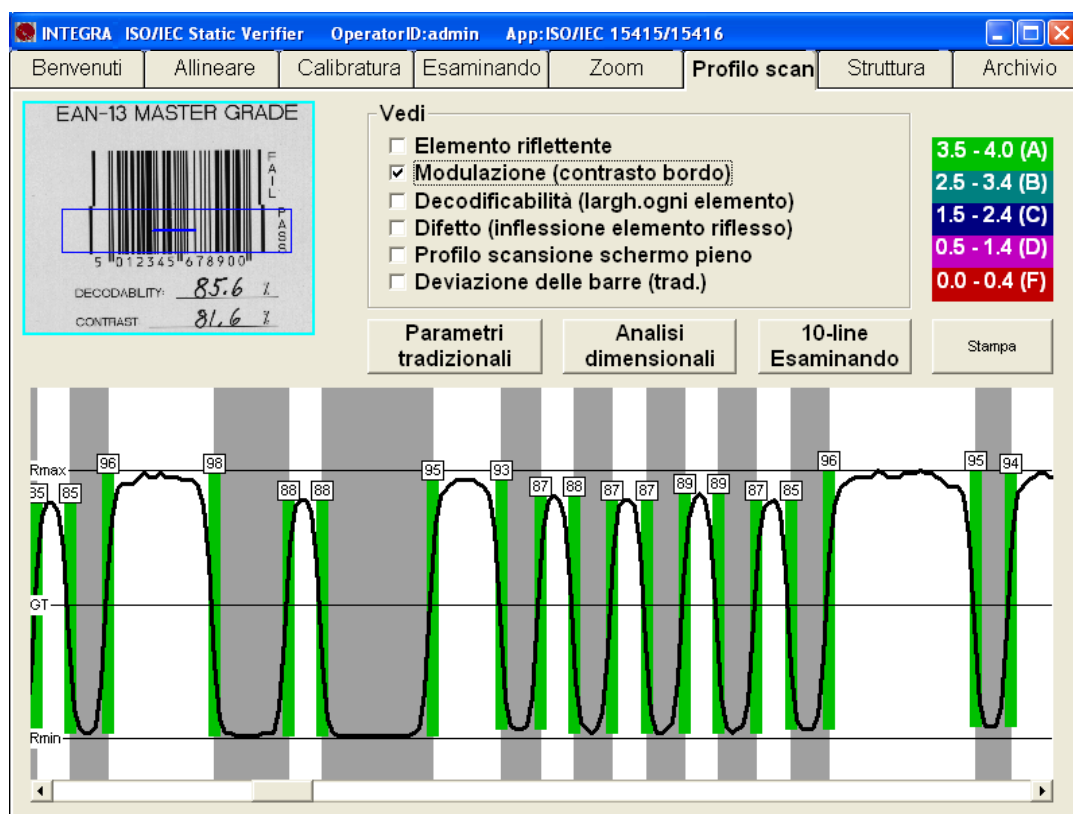 INTEGRA ISO/IEC Static Verifier OperatorID:admin App:ISO/IEC 15415/15416
Benvenuti Allineare Calibratura Esaminando Zoom Profilo scan Struttura Archivio
EAN-13 MASTER GRADE
FAIL
PASS
5 012345 678900
DECODABLITY: 85.6 %
CONTRAST 81.6 %
Vedi
Elemento riflettente
Modulazione (contrasto bordo)
Decodificabilità (largh.ogni elemento)
Difetto (inflessione elemento riflesso)
Profilo scansione schermo pieno
Deviazione delle barre (trad.)
3.5 - 4.0 (A)
2.5 - 3.4 (B)
1.5 - 2.4 (C)
0.5 - 1.4 (D)
0.0 - 0.4 (F)
Parametri
tradizionali
Analisi
dimensionali
10-line
Esaminando
Stampa
Rmax
96 98 95 93 96 95 94
85 85 88 88 87 88 87 87 89 89 87 85
GT
Rmin